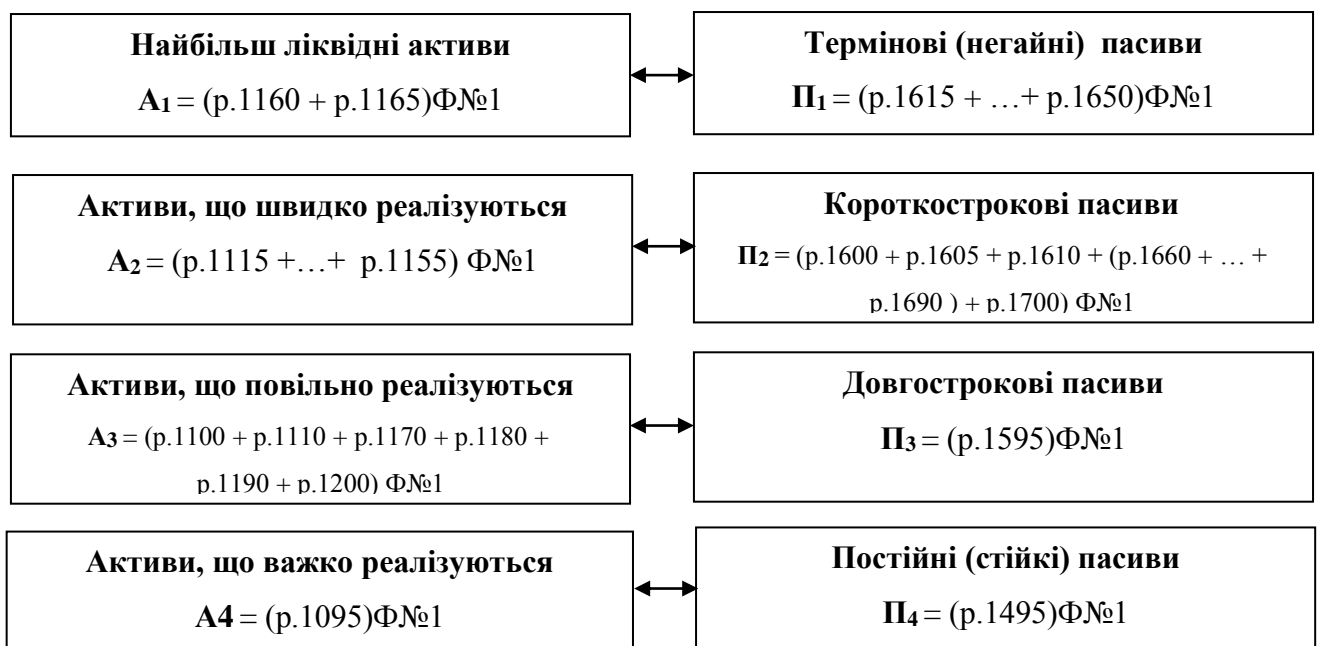 Найбільш ліквідні активи
А1 = (р.1160 + р.1165)Ф№1
Термінові (негайні) пасиви
П1 = (р.1615 + …+ р.1650)Ф№1
Активи, що швидко реалізуються
А2 = (р.1115 +…+ р.1155) Ф№1
Короткострокові пасиви
П2 = (р.1600 + р.1605 + р.1610 + (р.1660 + … +
р.1690 ) + р.1700) Ф№1
Активи, що повільно реалізуються
А3 = (р.1100 + р.1110 + р.1170 + р.1180 +
р.1190 + р.1200) Ф№1
Довгострокові пасиви
П3 = (р.1595)Ф№1
Активи, що важко реалізуються
А4 = (р.1095)Ф№1
Постійні (стійкі) пасиви
П4 = (р.1495)Ф№1